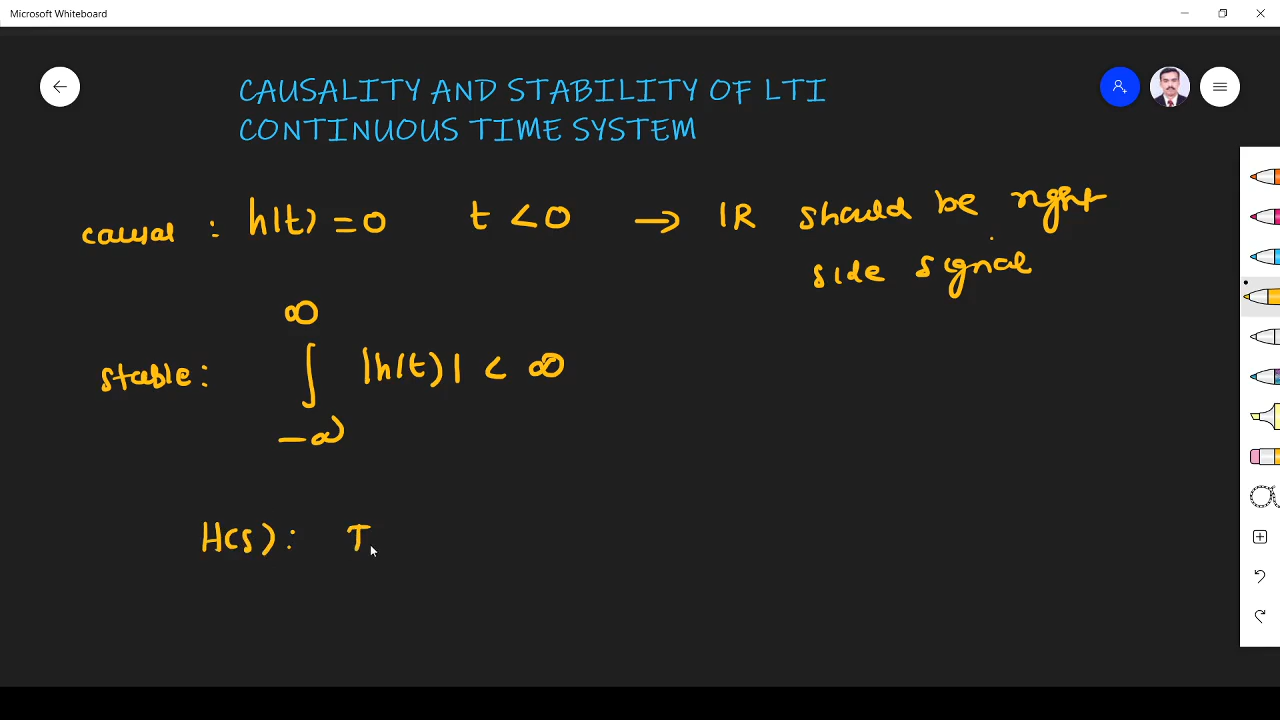 Microsoft Whiteboard
CAUSALITY AND STABILITY OF LTI
CONTINUOUS TIME SYSTEM
causal : h(t) = 0 t < 0 → IR should be right
side signal
stable: ∫_{-∞}^{∞} |h(t)| < ∞
H(s): T